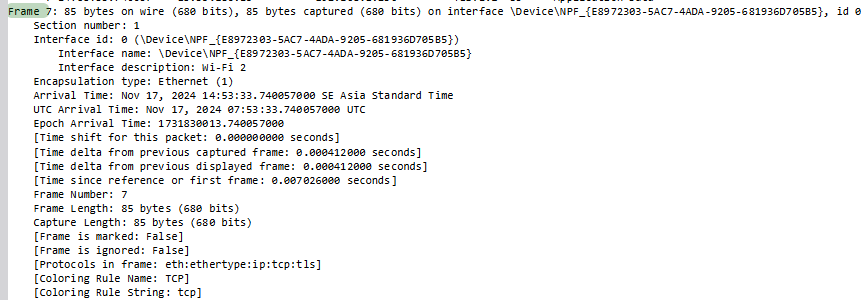 Frame 7: 85 bytes on wire (680 bits), 85 bytes captured (680 bits) on interface \Device\NPF_{E8972303-5AC7-4ADA-9205-681936D705B5}, id 0
Section number: 1
Interface id: 0 (\Device\NPF_{E8972303-5AC7-4ADA-9205-681936D705B5})
Interface name: \Device\NPF_{E8972303-5AC7-4ADA-9205-681936D705B5}
Interface description: Wi-Fi 2
Encapsulation type: Ethernet (1)
Arrival Time: Nov 17, 2024 14:53:33.740057000 SE Asia Standard Time
UTC Arrival Time: Nov 17, 2024 07:53:33.740057000 UTC
Epoch Arrival Time: 1731830013.740057000
[Time shift for this packet: 0.000000000 seconds]
[Time delta from previous captured frame: 0.000412000 seconds]
[Time delta from previous displayed frame: 0.000412000 seconds]
[Time since reference or first frame: 0.007026000 seconds]
Frame Number: 7
Frame Length: 85 bytes (680 bits)
Capture Length: 85 bytes (680 bits)
[Frame is marked: False]
[Frame is ignored: False]
[Protocols in frame: eth:ethertype:ip:tcp:tls]
[Coloring Rule Name: TCP]
[Coloring Rule String: tcp]